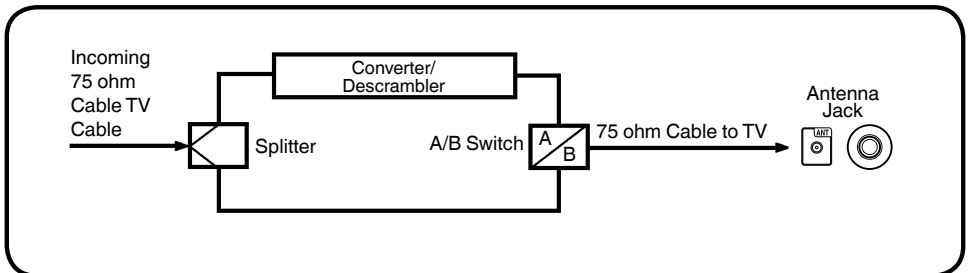 Incoming
75 ohm
Cable TV
Cable
Converter/
Descrambler
Splitter
A/B Switch
A
B
75 ohm Cable to TV
Antenna
Jack
ANT